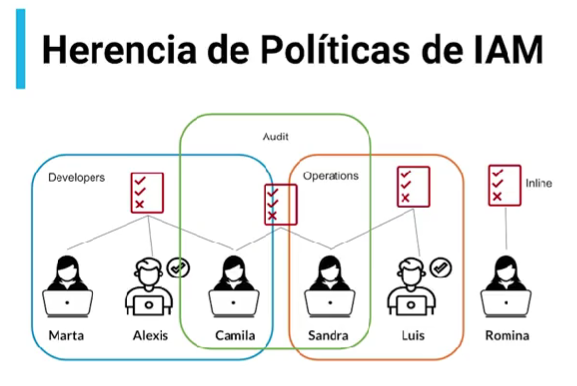 Herencia de Políticas de IAM
Audit
Developers
Operations
Inline
Marta
Alexis
Camila
Sandra
Luis
Romina